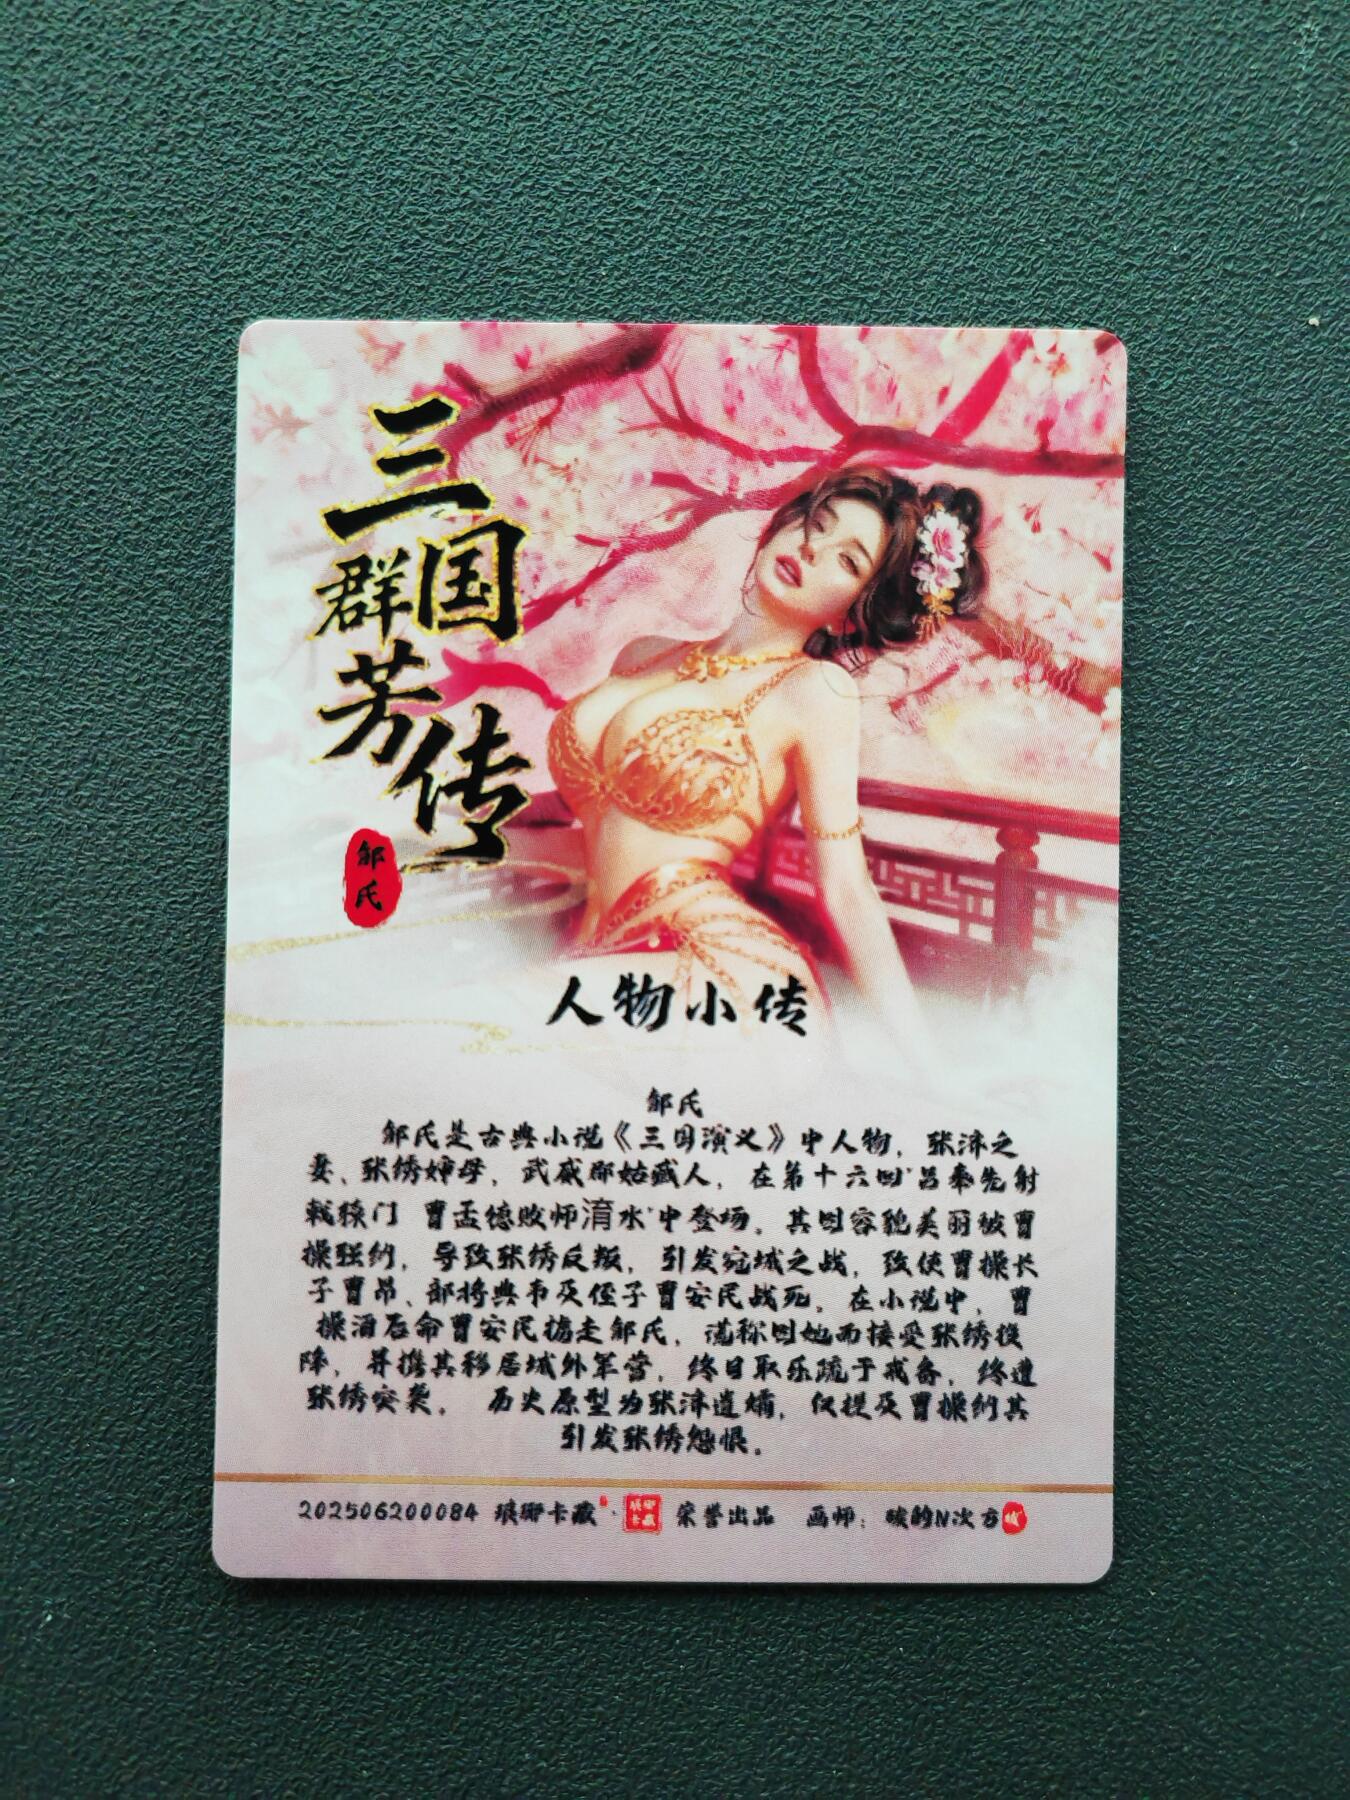 三国
群芳传
邹氏
人物小传
邹氏
邹氏是古典小说《三国演义》中人物，张济之
妻、张绣婶母，武威郡姑臧人，在第十六回"吕奉先射
戟辕门 曹孟德败师淯水"中登场，其因容貌美丽被曹
操强纳，导致张绣反叛，引发宛城之战，致使曹操长
子曹昂、部将典韦及侄子曹安民战死，在小说中，曹
操酒后命曹安民掳走邹氏，谎称因她而接受张绣投
降，并携其移居城外军营，终日取乐疏于戒备，终遭
张绣突袭， 历史原型为张济遗孀，仅提及曹操纳其
引发张绣怨恨。
202506200084 琅琊卡藏 · 琅琊卡藏 荣誉出品 画师：碳的N次方